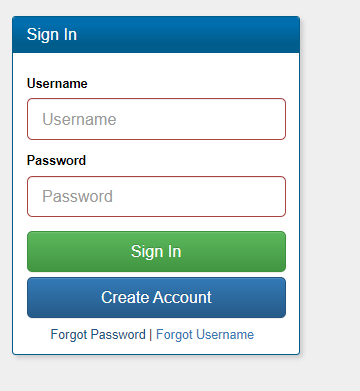 Sign In
Username
Username
Password
Password
Sign In
Create Account
Forgot Password | Forgot Username